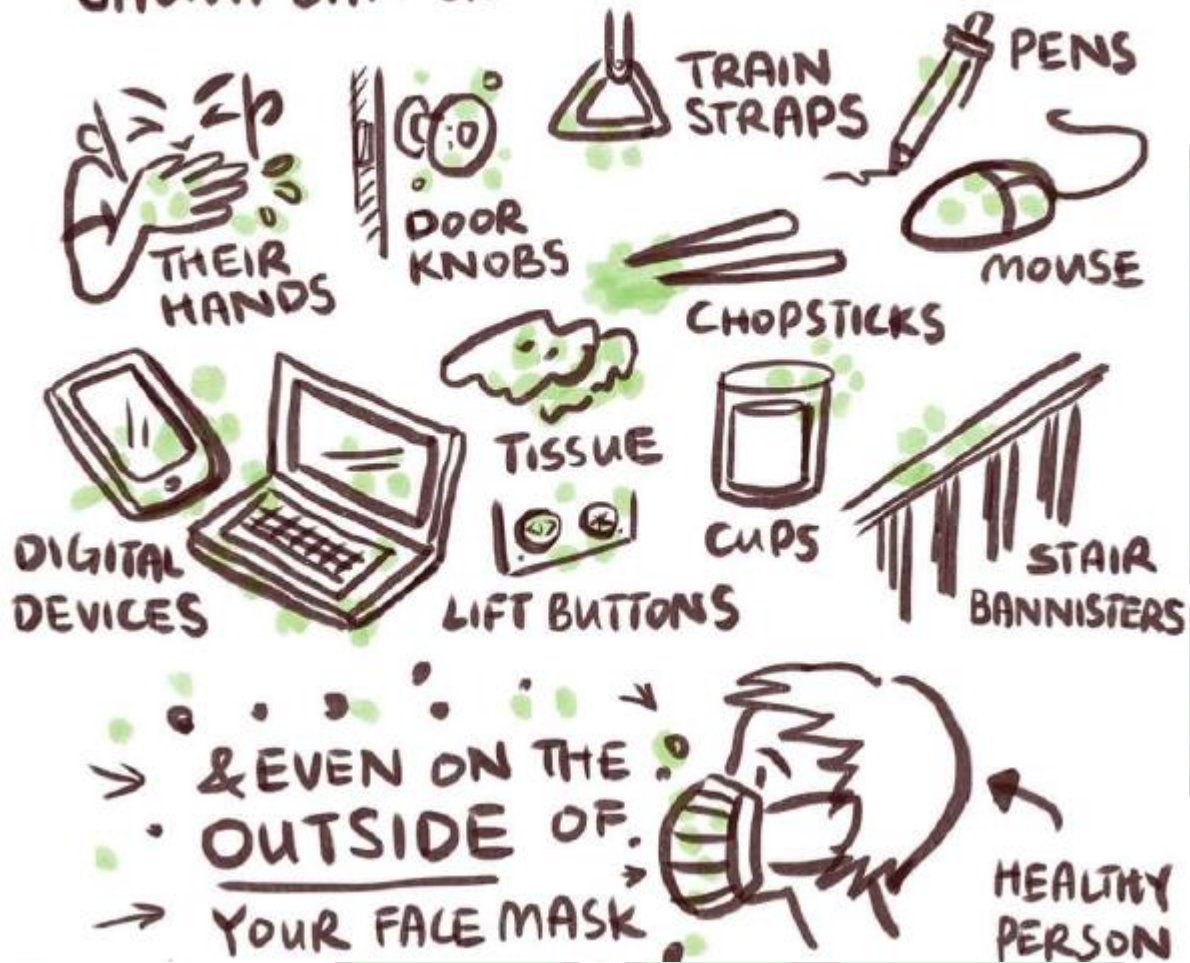 TRAIN
STRAPS
PENS
DOOR
KNOBS
THEIR
HANDS
MOUSE
CHOPSTICKS
TISSUE
CUPS
DIGITAL
DEVICES
LIFT BUTTONS
STAIR
BANNISTERS
& EVEN ON THE
OUTSIDE OF
YOUR FACE MASK
HEALTHY
PERSON